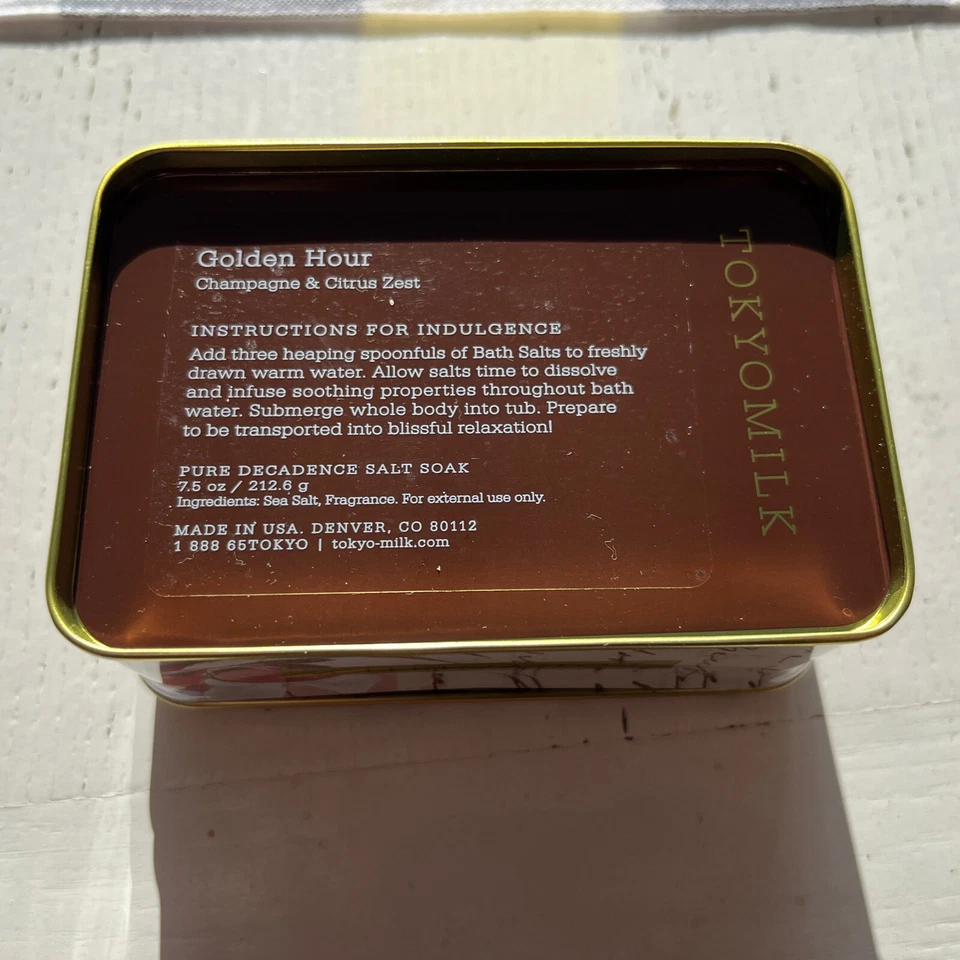 Golden Hour
Champagne & Citrus Zest
INSTRUCTIONS FOR INDULGENCE
Add three heaping spoonfuls of Bath Salts to freshly
drawn warm water. Allow salts time to dissolve
and infuse soothing properties throughout bath
water. Submerge whole body into tub. Prepare
to be transported into blissful relaxation!
PURE DECADENCE SALT SOAK
7.5 oz / 212.6 g
Ingredients: Sea Salt, Fragrance. For external use only.
MADE IN USA. DENVER, CO 80112
1 888 65TOKYO | tokyo-milk.com
TOKYOMILK